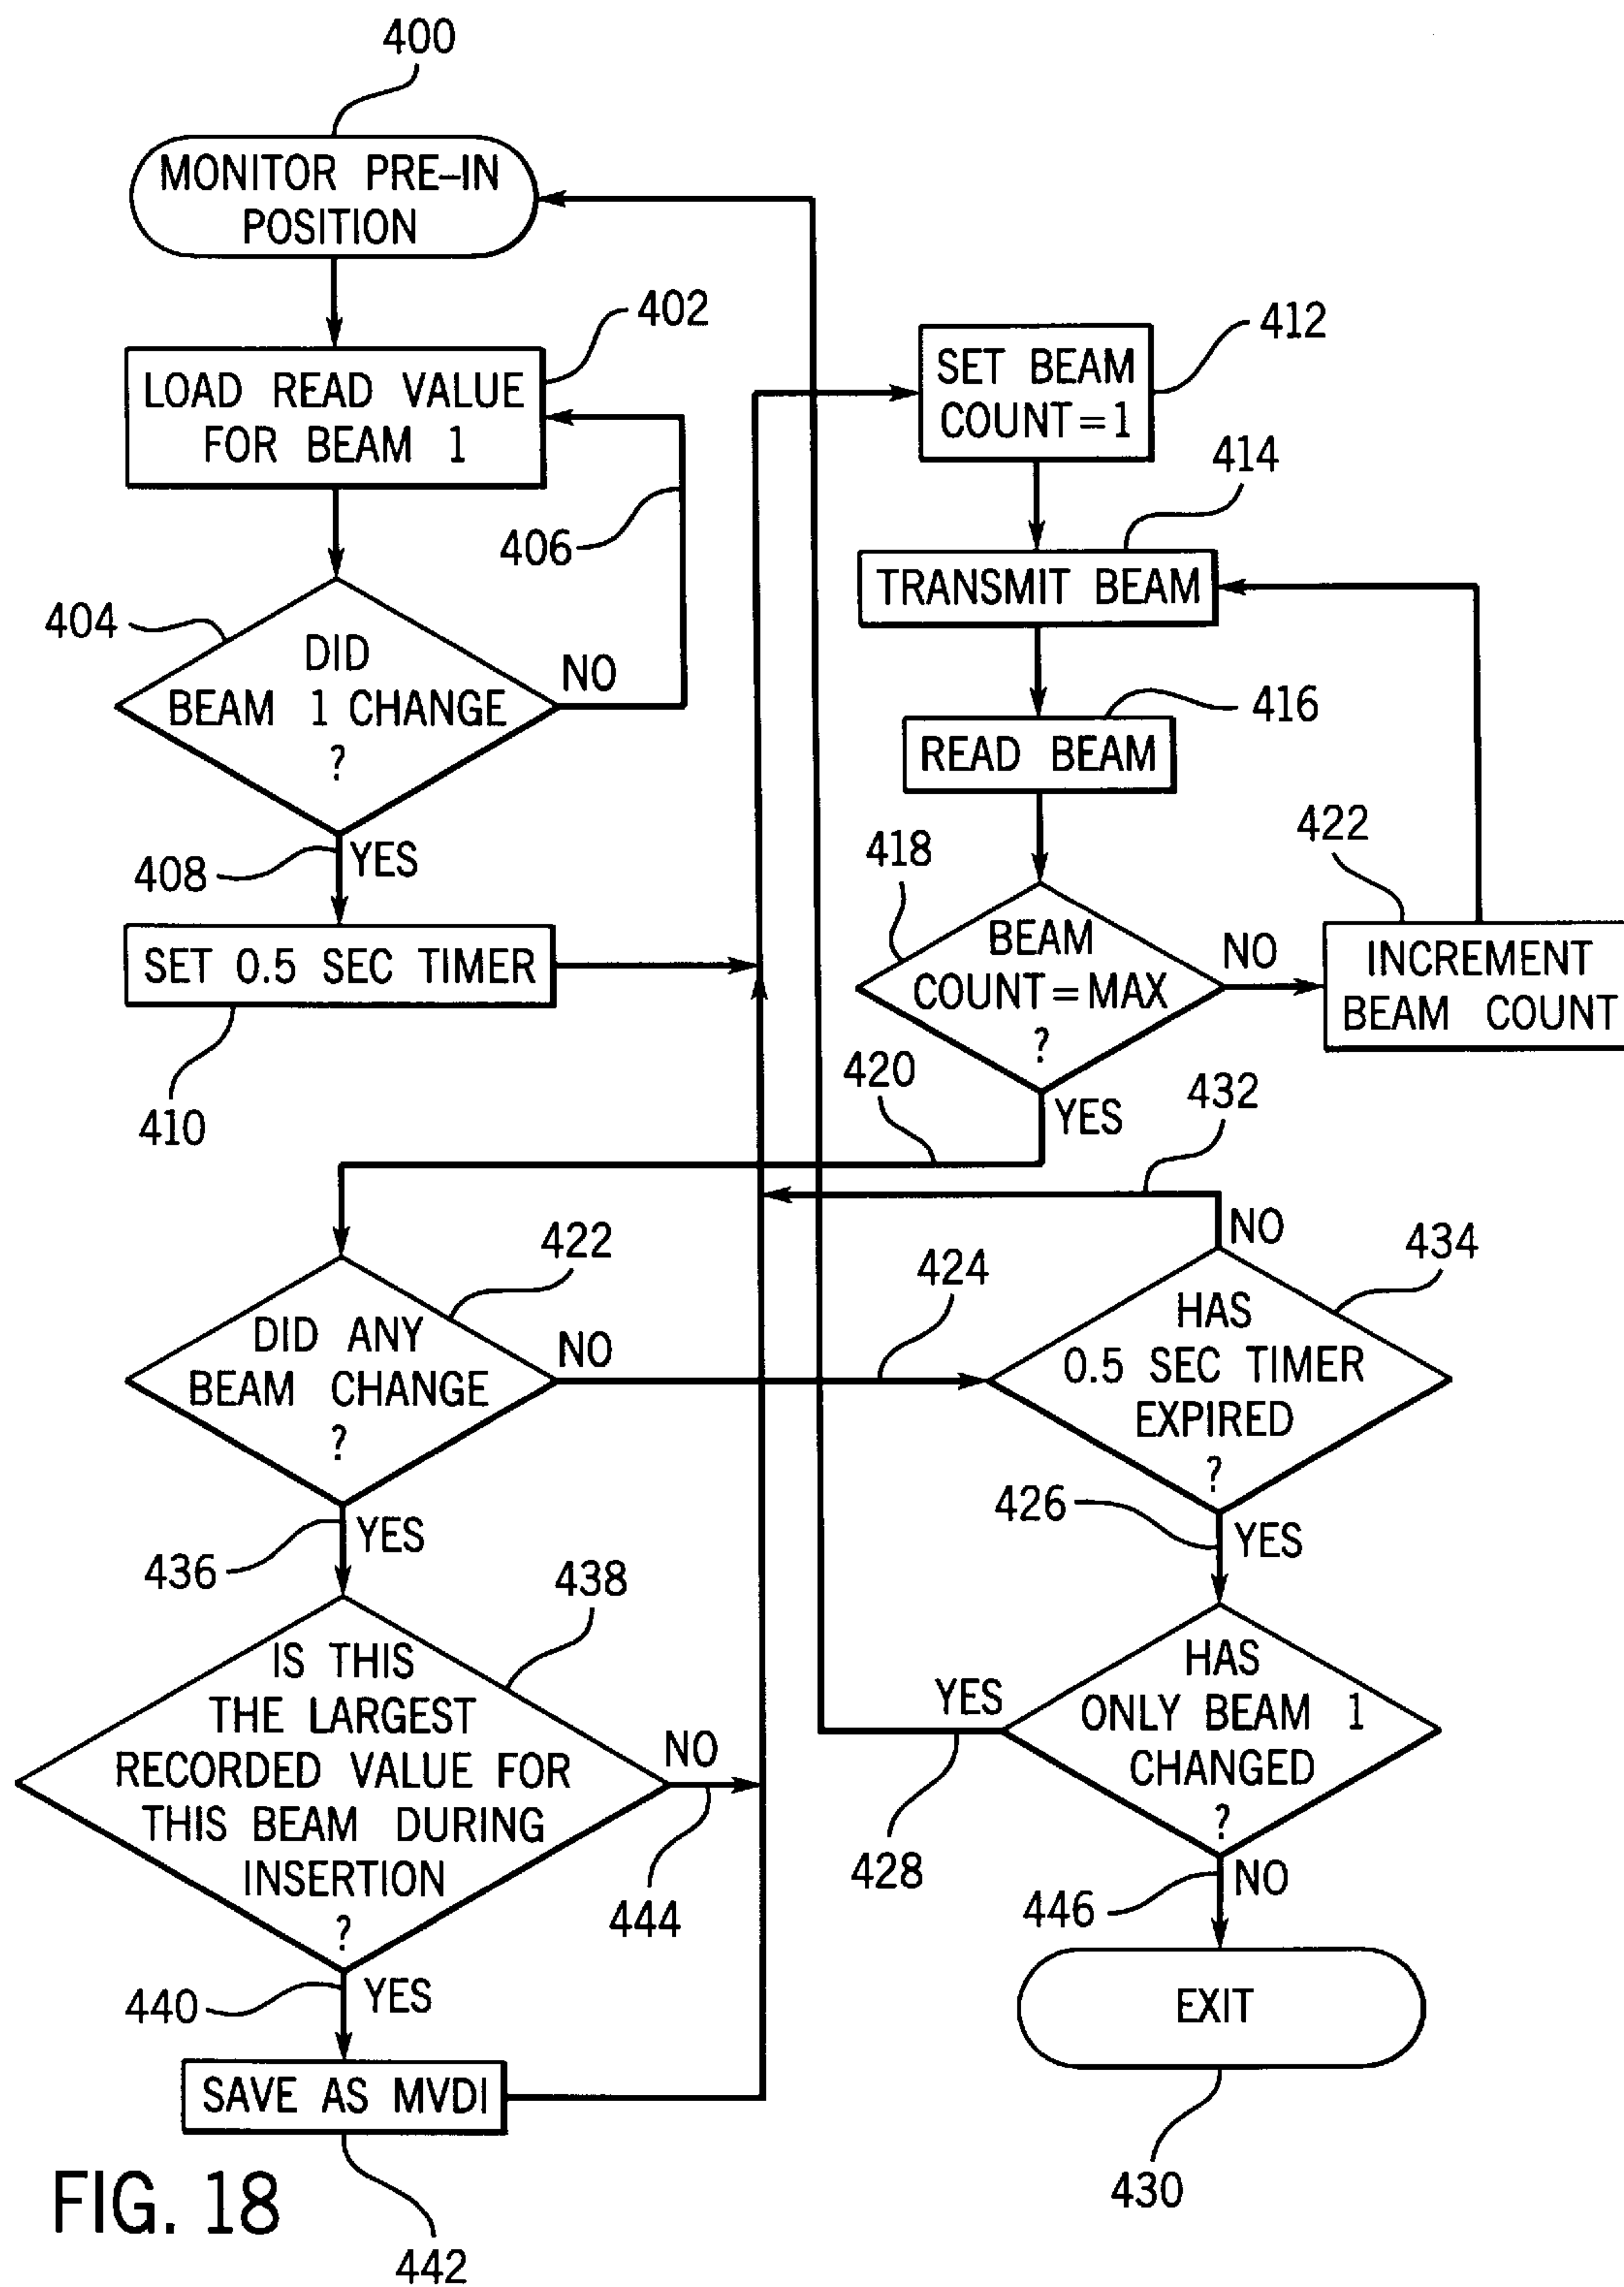 400
MONITOR PRE-IN
POSITION
402
LOAD READ VALUE
FOR BEAM 1
406
404
DID
BEAM 1 CHANGE
?
NO
408
YES
SET 0.5 SEC TIMER
410
412
SET BEAM
COUNT=1
414
TRANSMIT BEAM
416
READ BEAM
418
BEAM
COUNT=MAX
?
NO
422
INCREMENT
BEAM COUNT
420
YES
432
NO
422
DID ANY
BEAM CHANGE
?
NO
424
434
HAS
0.5 SEC TIMER
EXPIRED
?
426
YES
436
YES
438
IS THIS
THE LARGEST
RECORDED VALUE FOR
THIS BEAM DURING
INSERTION
?
NO
444
YES
428
HAS
ONLY BEAM 1
CHANGED
?
446
NO
440
YES
SAVE AS MVDI
442
EXIT
430
FIG. 18